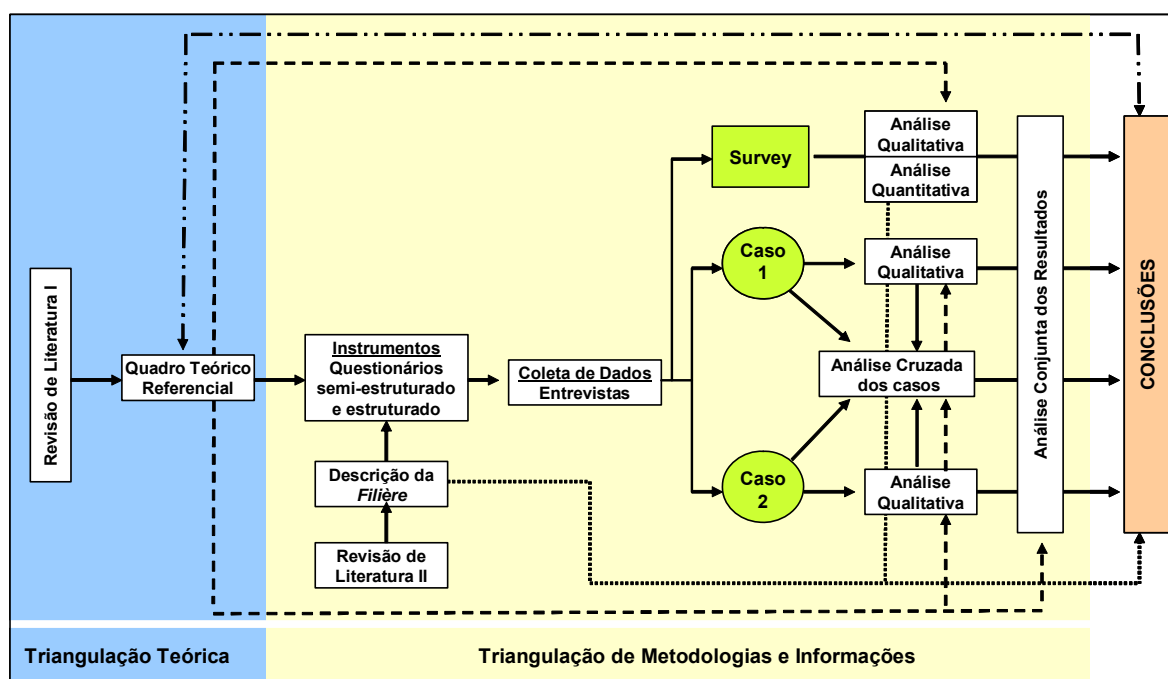 Revisão de Literatura I
Quadro Teórico
Referencial
Instrumentos
Questionários
semi-estruturado
e estruturado
Descrição da
Filière
Revisão de
Literatura II
Coleta de Dados
Entrevistas
Survey
Caso
1
Caso
2
Análise
Qualitativa
Análise
Quantitativa
Análise
Qualitativa
Análise Cruzada
dos casos
Análise
Qualitativa
Análise Conjunta dos Resultados
CONCLUSÕES
Triangulação Teórica
Triangulação de Metodologias e Informações